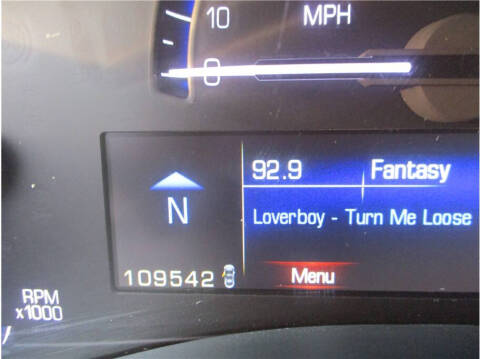 10 MPH
0
92.9 Fantasy
N
Loverboy - Turn Me Loose
109542 Menu
RPM
x1000